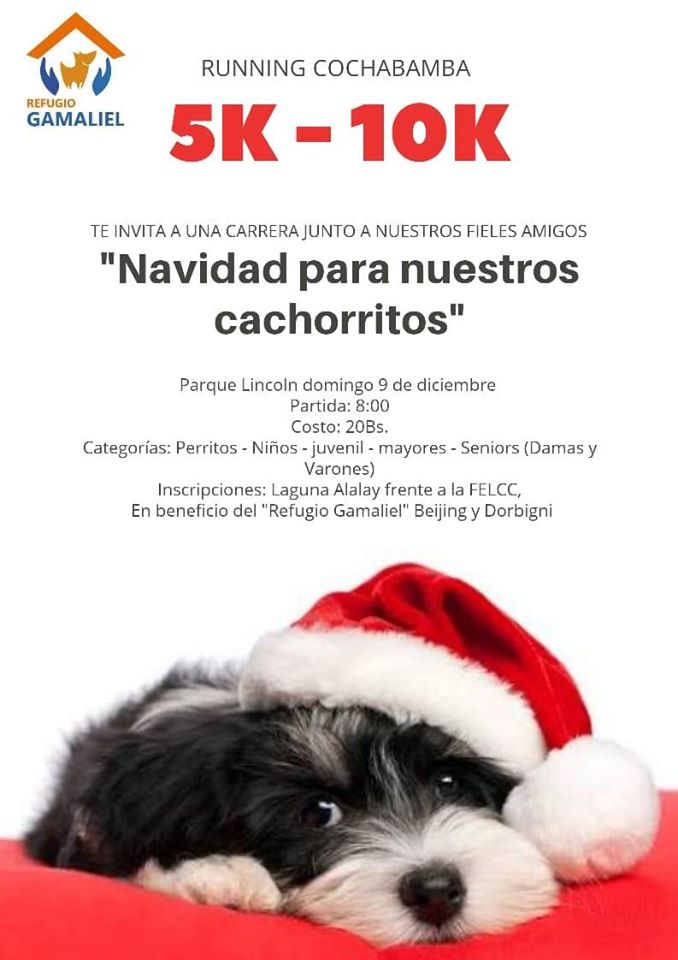 REFUGIO
GAMALIEL
RUNNING COCHABAMBA
5K - 10K
TE INVITA A UNA CARRERA JUNTO A NUESTROS FIELES AMIGOS
"Navidad para nuestros
cachorritos"
Parque Lincoln domingo 9 de diciembre
Partida: 8:00
Costo: 20Bs.
Categorías: Perritos - Niños - juvenil - mayores - Seniors (Damas y
Varones)
Inscripciones: Laguna Alalay frente a la FELCC,
En beneficio del "Refugio Gamaliel" Beijing y Dorbigni